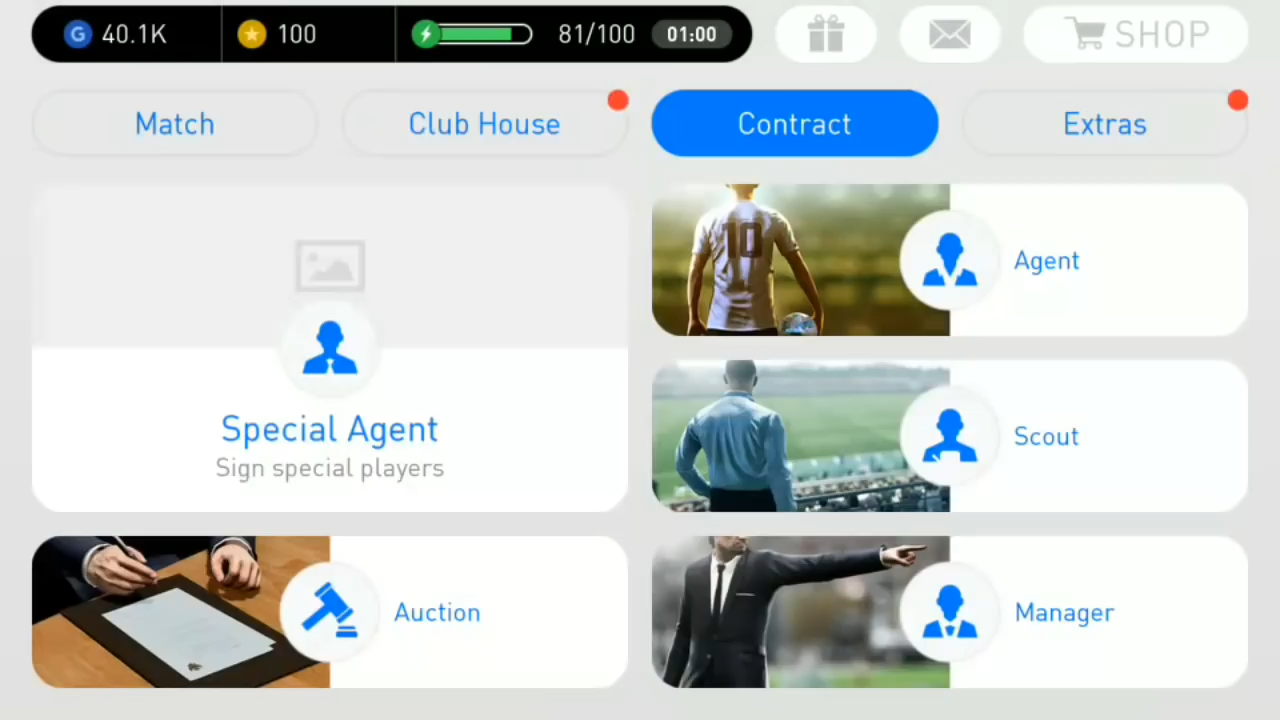 G 40.1K 100 81/100 01:00 SHOP
Match Club House Contract Extras
10
Agent
Special Agent
Sign special players
Scout
Auction
Manager